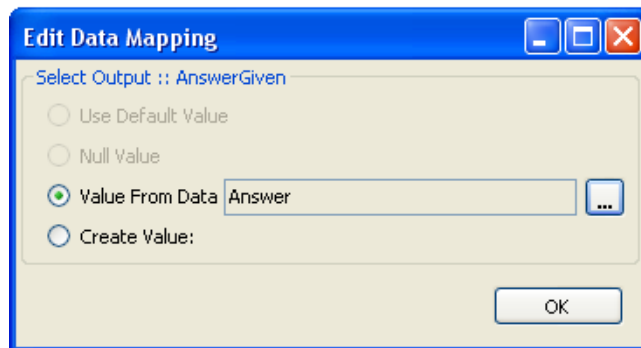 Edit Data Mapping
Select Output :: AnswerGiven
Use Default Value
Null Value
Value From Data Answer ...
Create Value:
OK